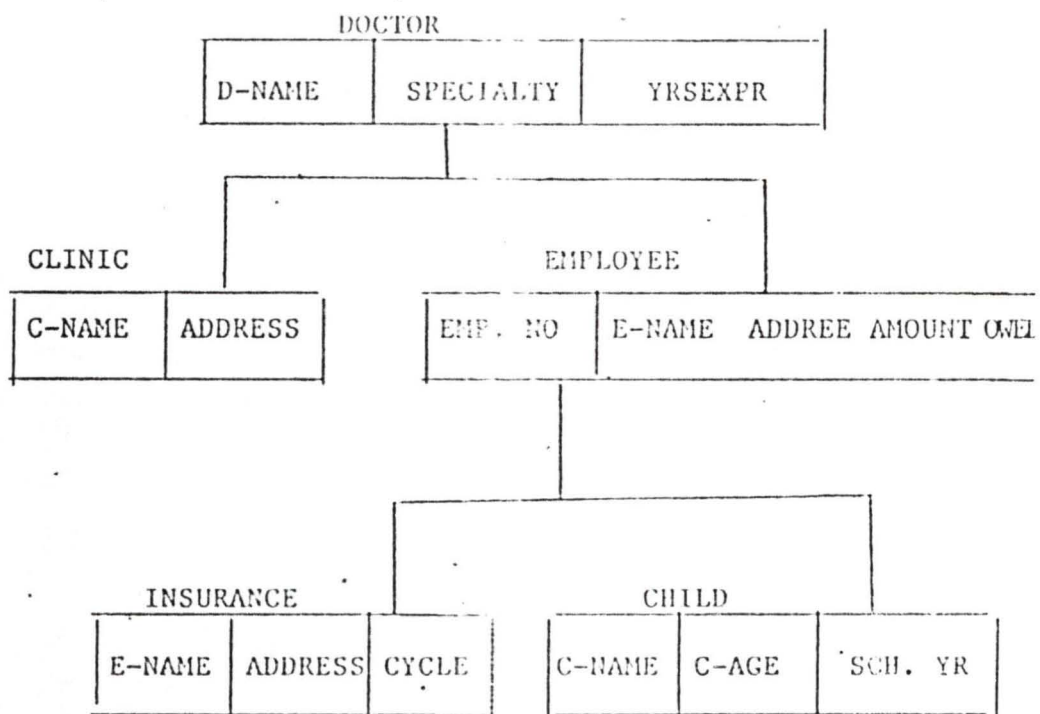 DOCTOR
D-NAME SPECIALTY YRSEXPR
CLINIC
EMPLOYEE
C-NAME ADDRESS
EMP. NO E-NAME ADDREE AMOUNT OWEI
INSURANCE
CHILD
E-NAME ADDRESS CYCLE
C-NAME C-AGE SCH. YR